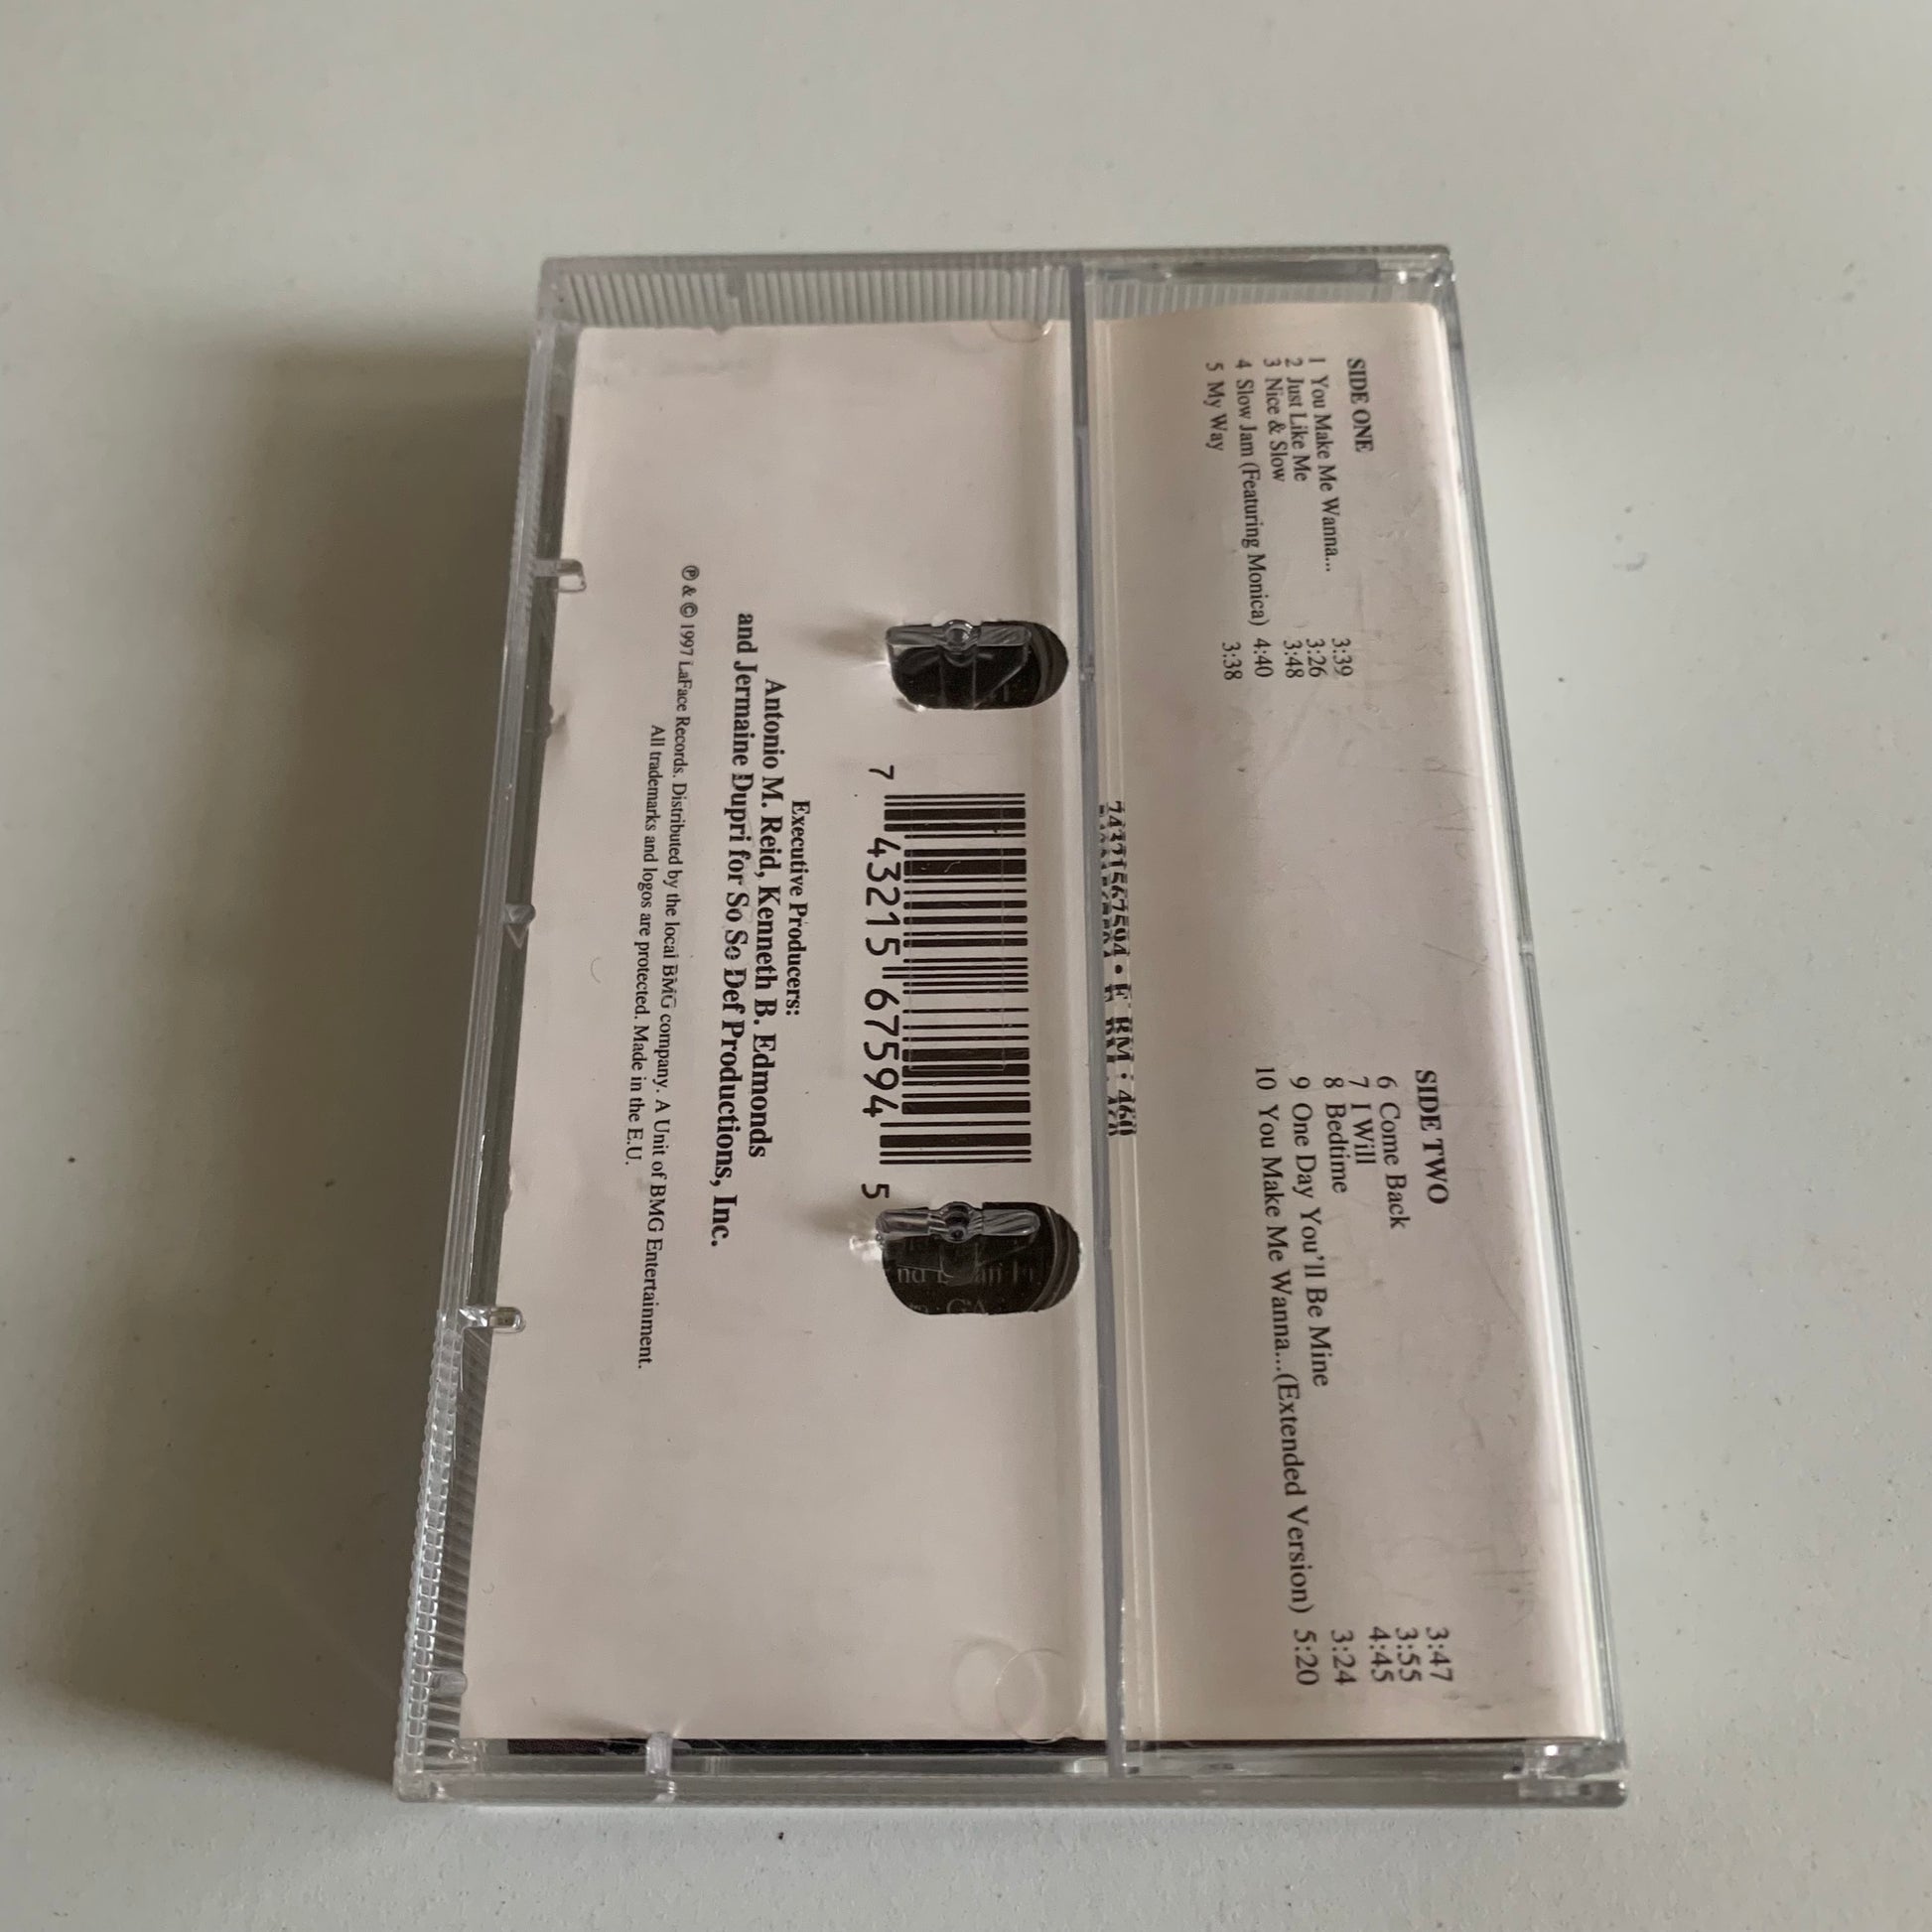 SIDE ONE
1 You Make Me Wanna... 3:39
2 Just Like Me 3:26
3 Nice & Slow 3:48
4 Slow Jam (Featuring Monica) 4:40
5 My Way 3:38
SIDE TWO
6 Come Back 3:47
7 I Will 3:55
8 Bedtime 4:45
9 One Day You'll Be Mine 3:24
10 You Make Me Wanna...(Extended Version) 5:20
74321567594 • F: BM : 460
7 43215 67594 5
Executive Producers:
Antonio M. Reid, Kenneth B. Edmonds
and Jermaine Dupri for So So Def Productions, Inc.
℗ & © 1997 LaFace Records. Distributed by the local BMG company. A Unit of BMG Entertainment.
All trademarks and logos are protected. Made in the E.U.